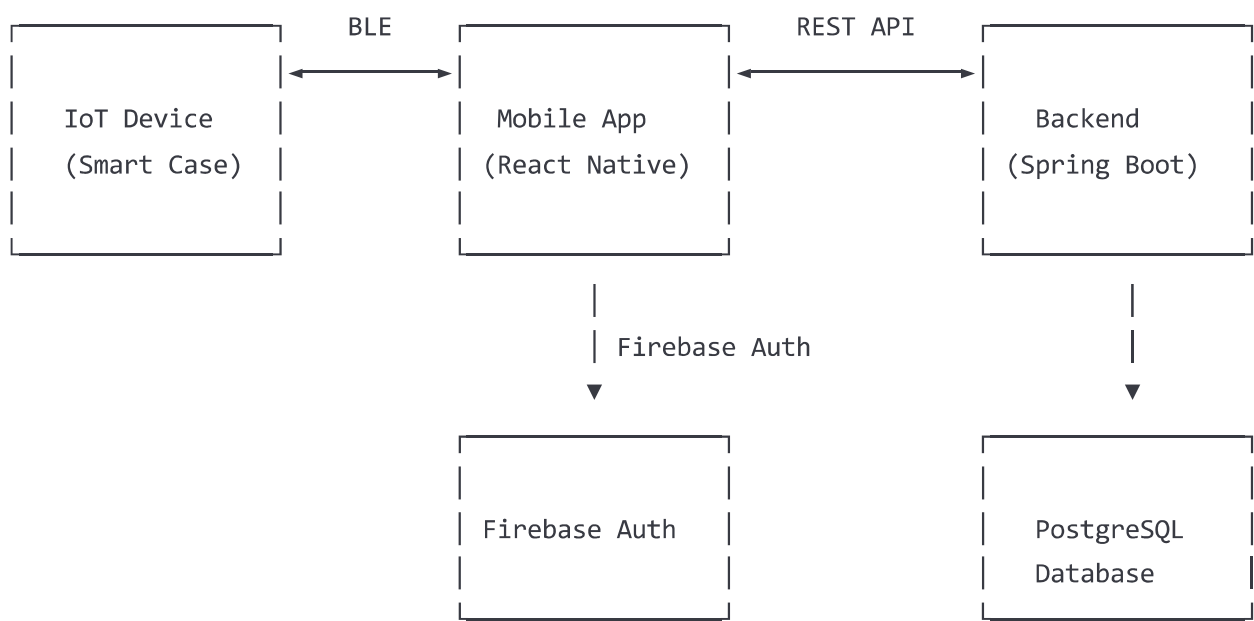 BLE
REST API
IoT Device
(Smart Case)
Mobile App
(React Native)
Backend
(Spring Boot)
Firebase Auth
Firebase Auth
PostgreSQL
Database